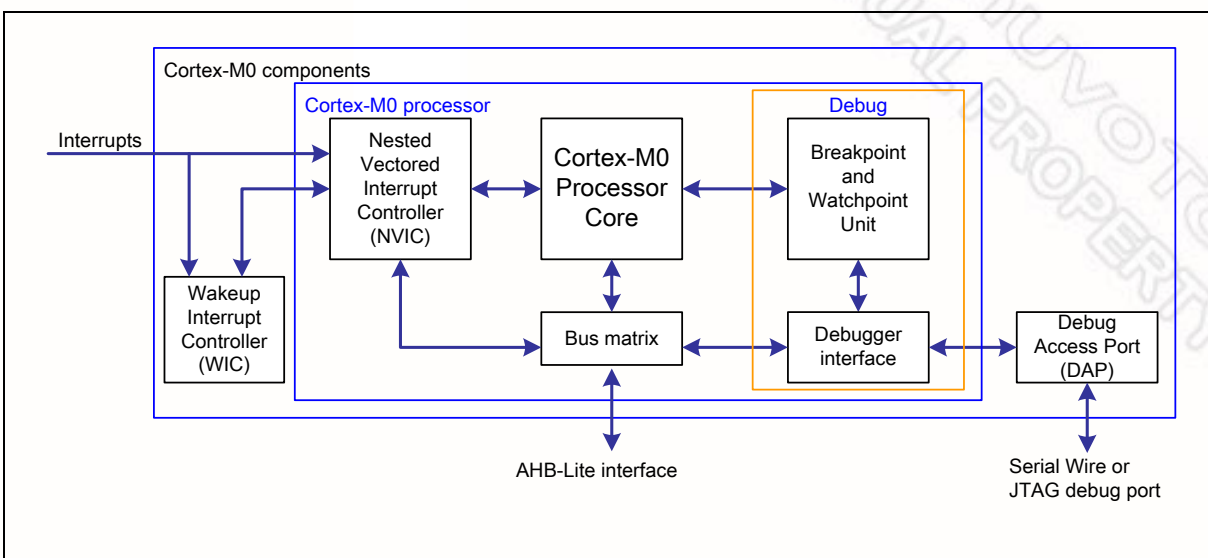 Cortex-M0 components
Cortex-M0 processor
Debug
Interrupts
Nested
Vectored
Interrupt
Controller
(NVIC)
Cortex-M0
Processor
Core
Breakpoint
and
Watchpoint
Unit
Wakeup
Interrupt
Controller
(WIC)
Bus matrix
Debugger
interface
Debug
Access Port
(DAP)
AHB-Lite interface
Serial Wire or
JTAG debug port